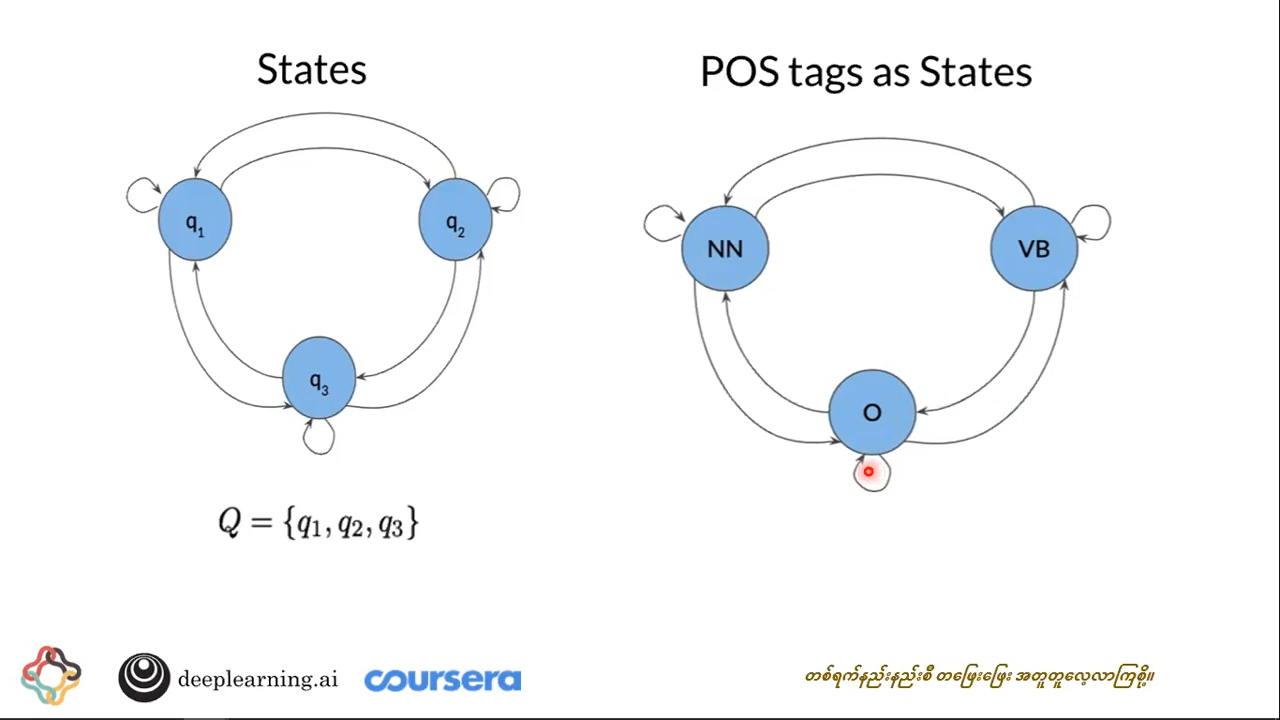 States
POS tags as States
q1
q2
q3
NN
VB
O
Q = {q1, q2, q3}
deeplearning.ai
coursera
တစ်ရက်နည်းနည်းစီ တဖြေးဖြေး အတူတူလေ့လာကြစို့။